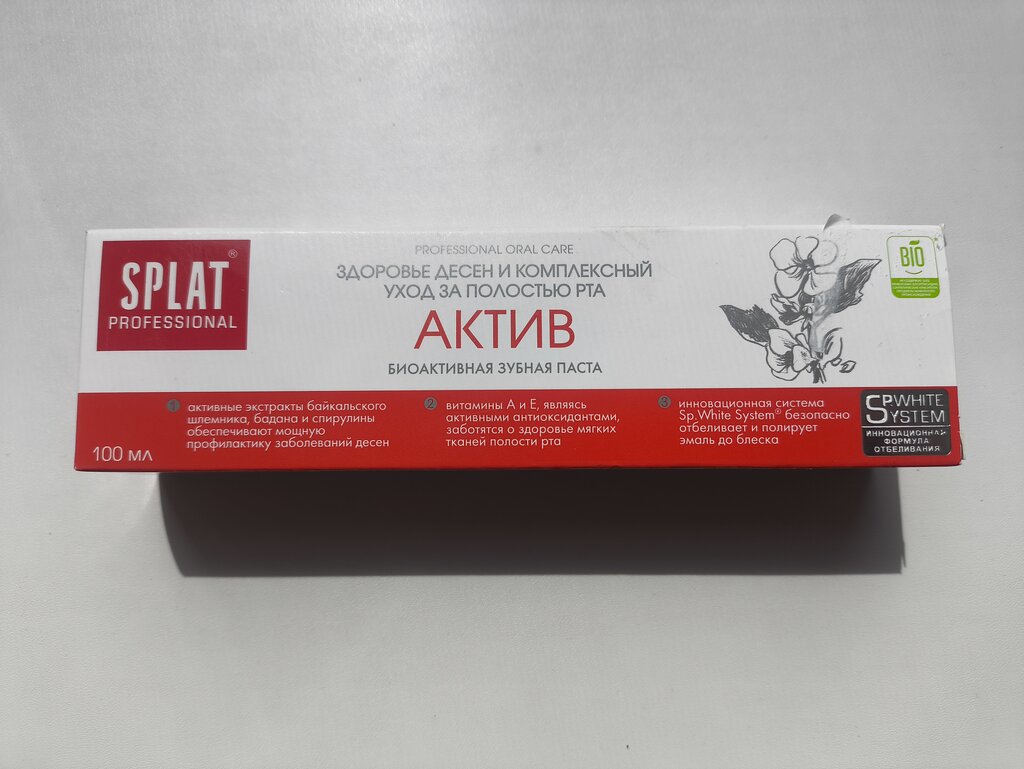 SPLAT®
PROFESSIONAL
PROFESSIONAL ORAL CARE
ЗДОРОВЬЕ ДЕСЕН И КОМПЛЕКСНЫЙ
УХОД ЗА ПОЛОСТЬЮ РТА
АКТИВ
БИОАКТИВНАЯ ЗУБНАЯ ПАСТА
BIO
1 активные экстракты байкальского
шлемника, бадана и спирулины
обеспечивают мощную
профилактику заболеваний десен
2 витамины А и Е, являясь
активными антиоксидантами,
заботятся о здоровье мягких
тканей полости рта
3 инновационная система
Sp.White System® безопасно
отбеливает и полирует
эмаль до блеска
SP.WHITE
SYSTEM
ИННОВАЦИОННАЯ
ФОРМУЛА
ОТБЕЛИВАНИЯ
100 МЛ